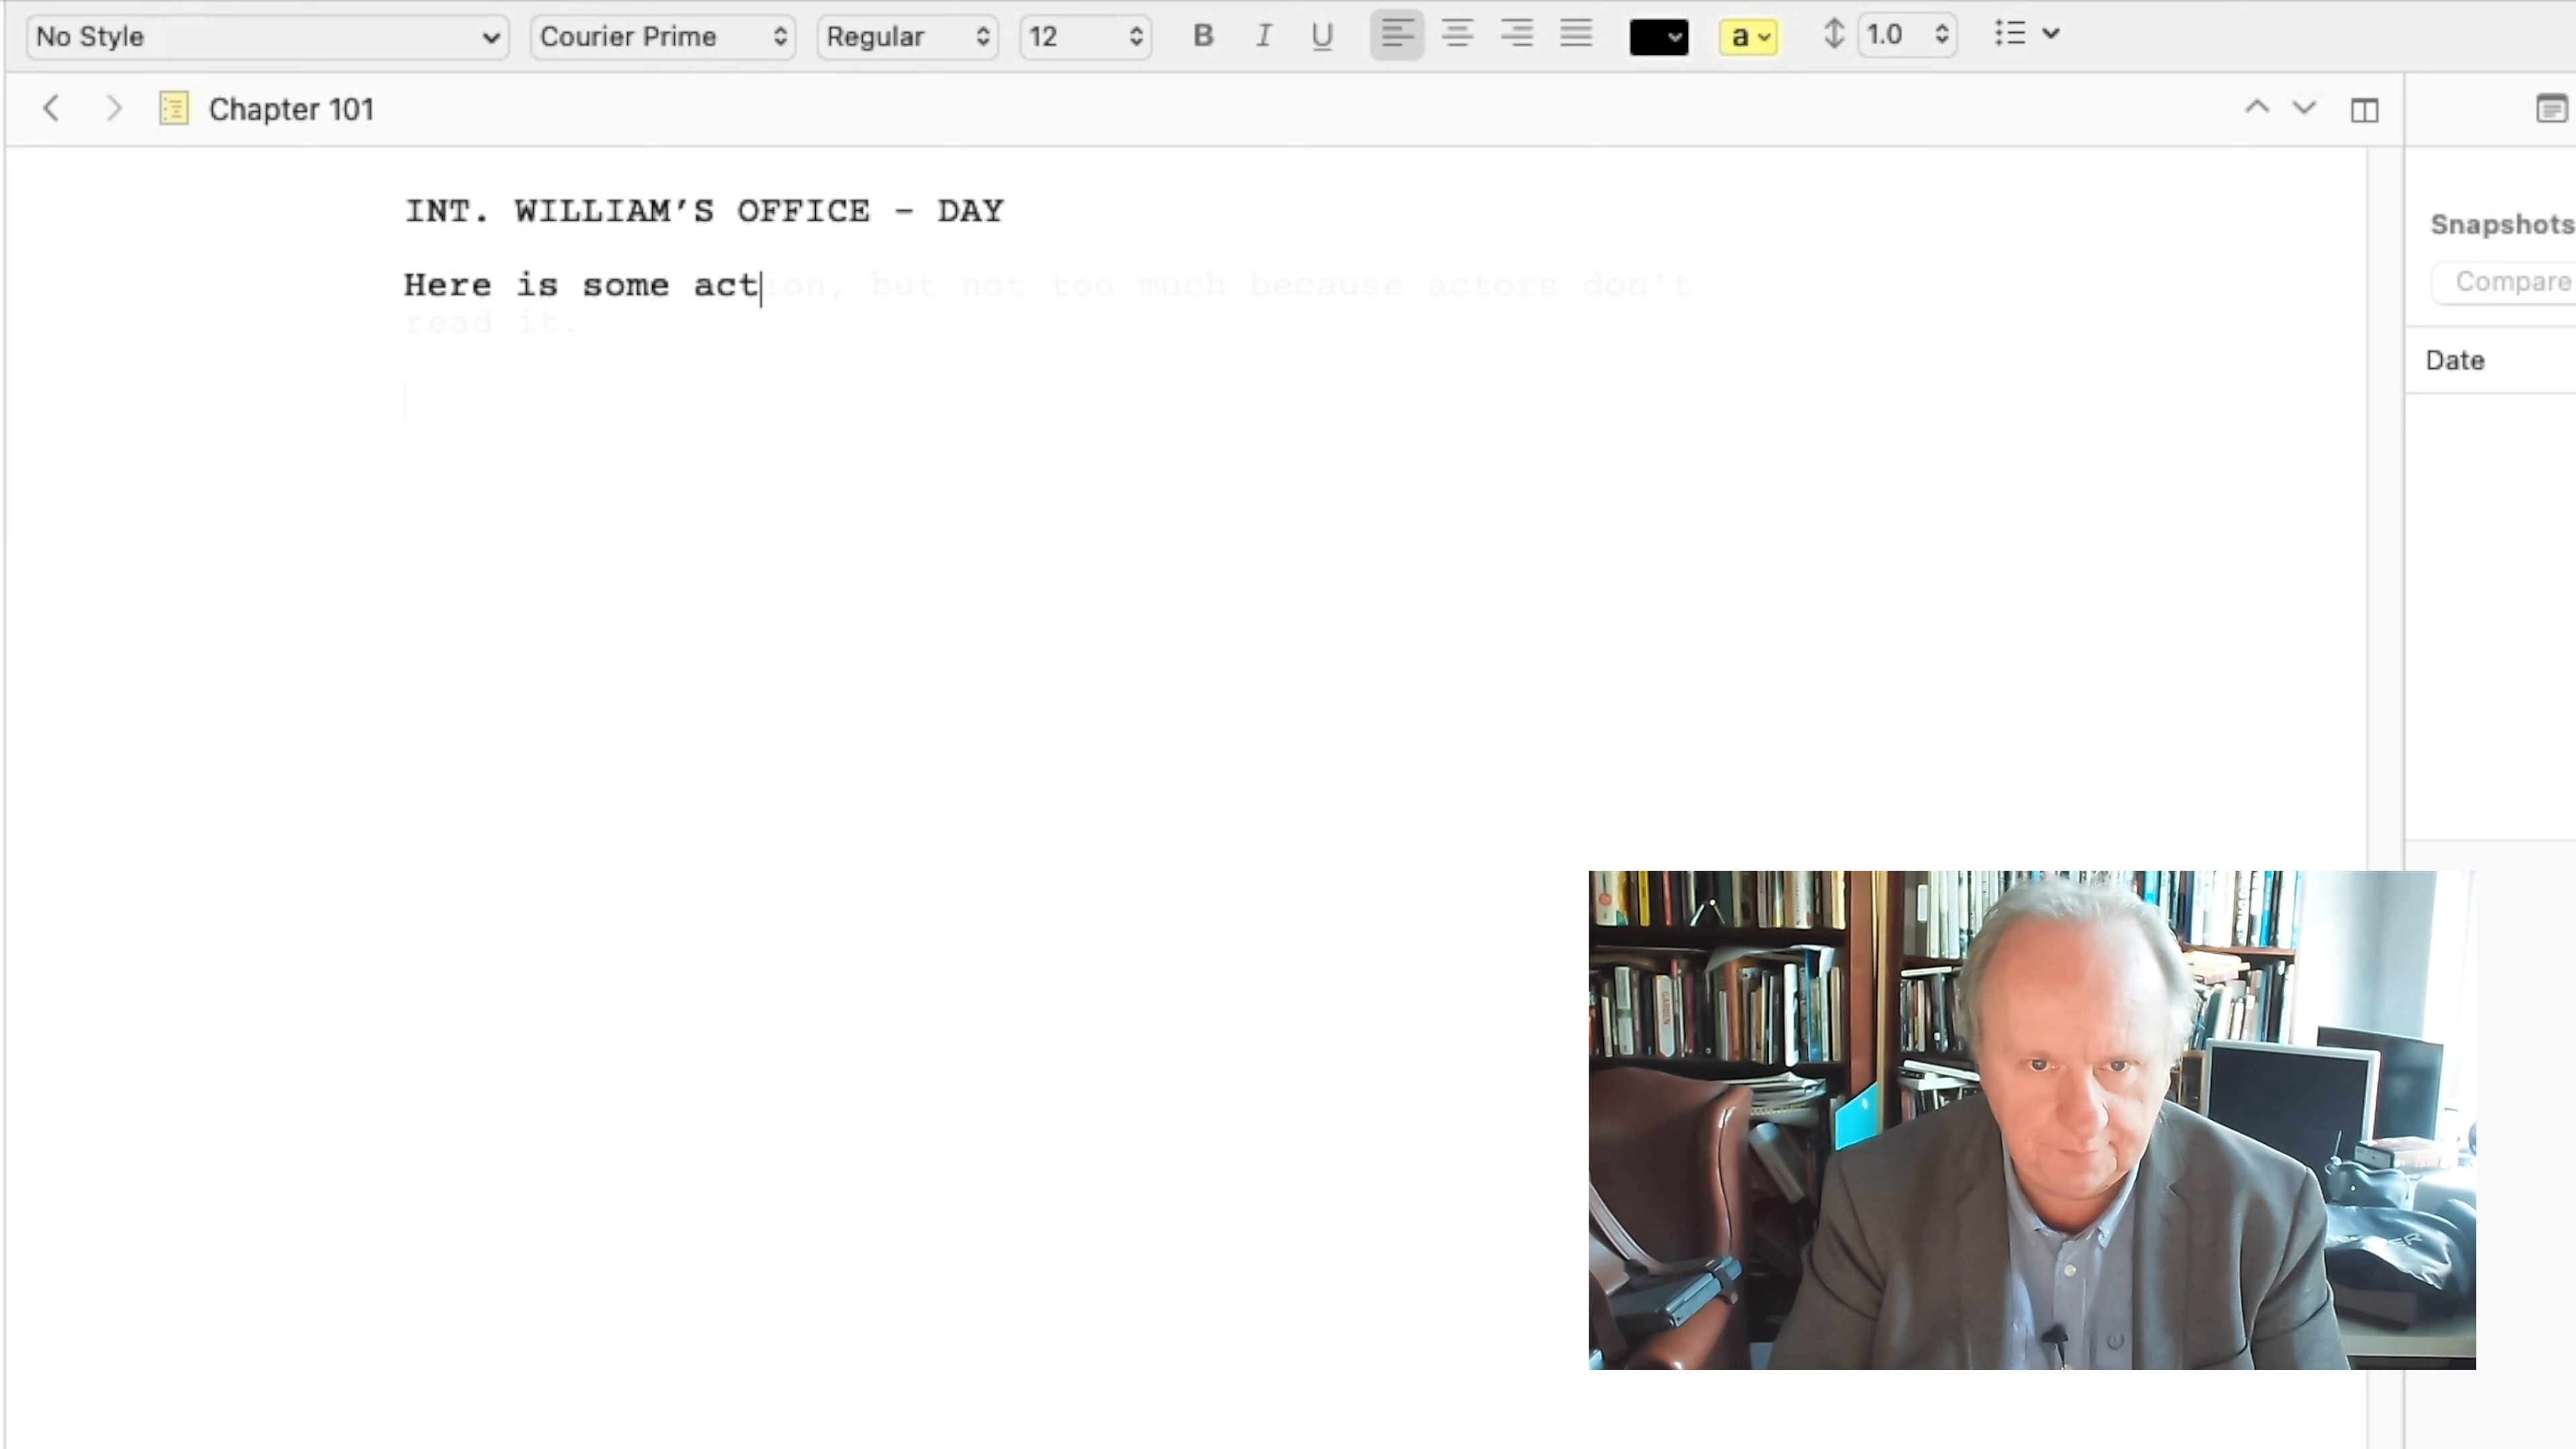 No Style Courier Prime Regular 12 B I U a 1.0
Chapter 101
INT. WILLIAM’S OFFICE – DAY
Snapshots
Here is some action, but not too much because actors don’t
Compare
read it.
Date